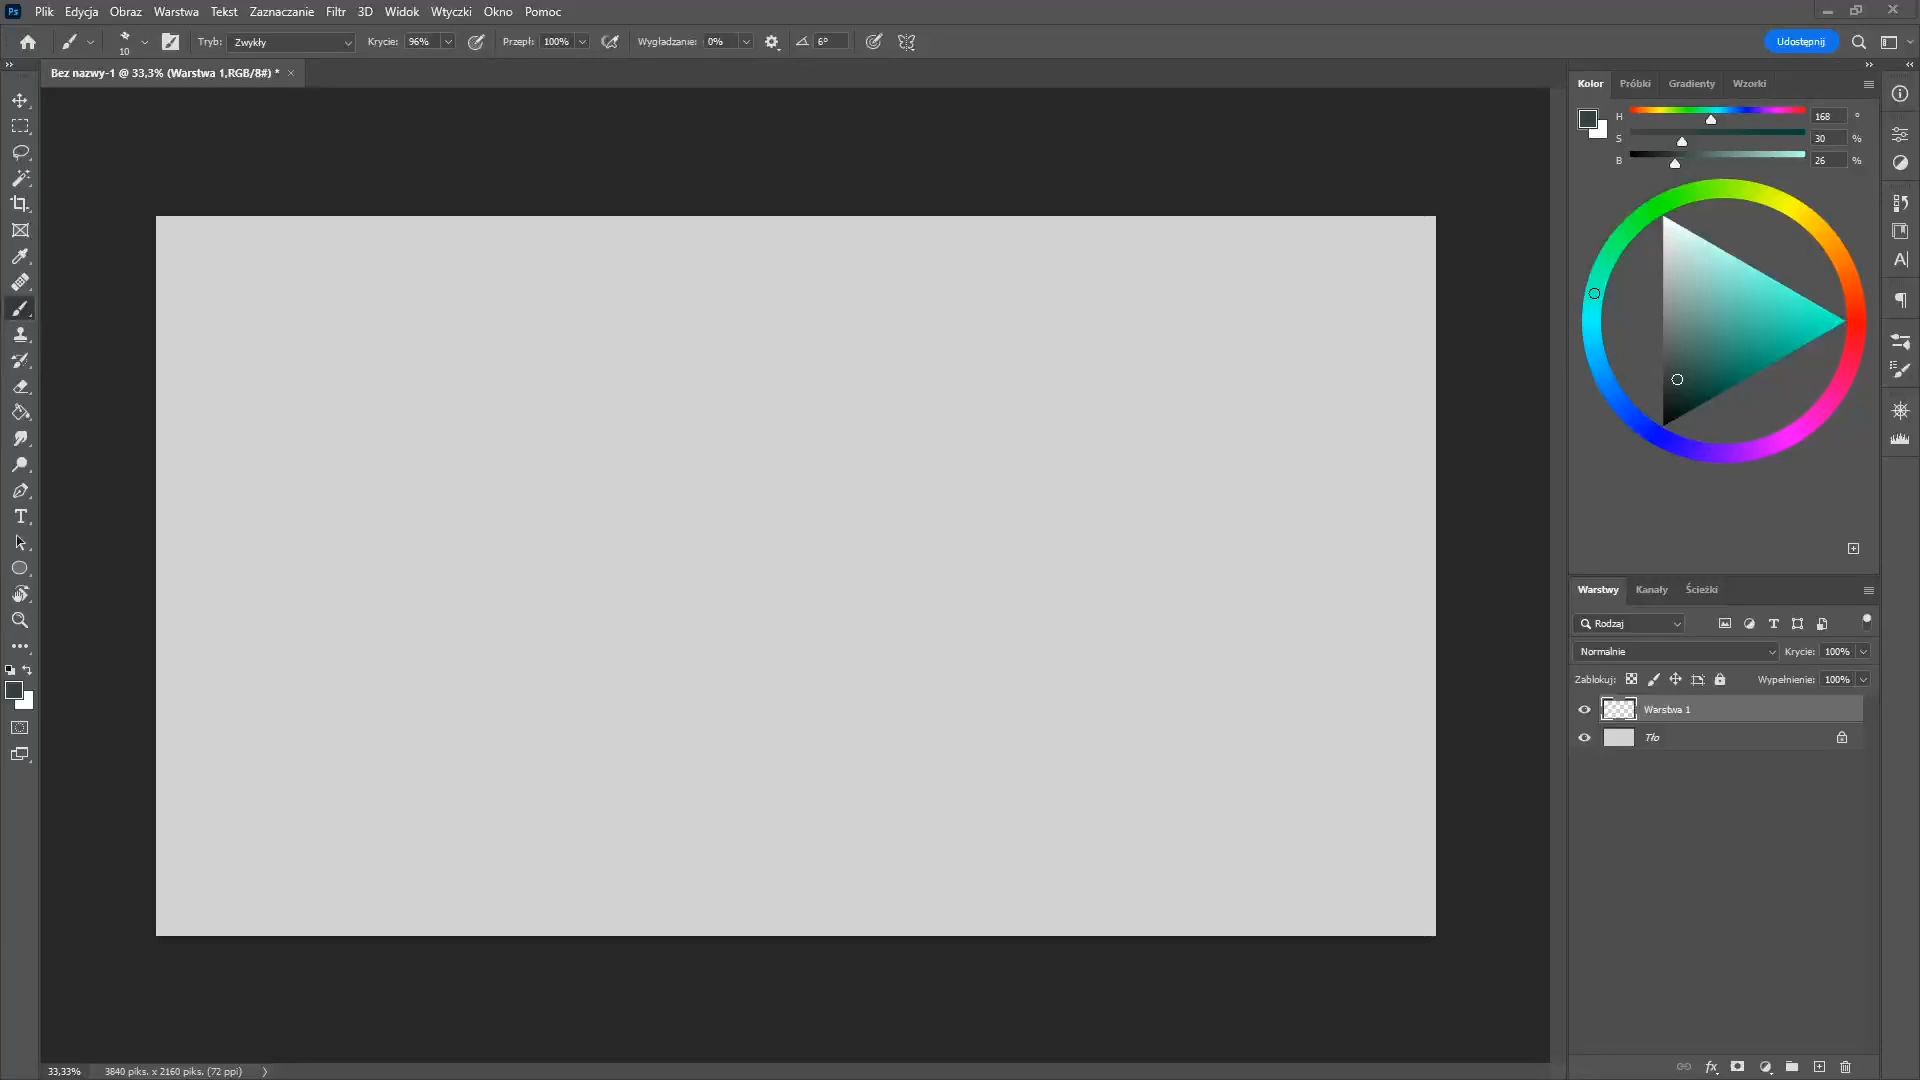 Ps Plik Edycja Obraz Warstwa Tekst Zaznaczanie Filtr 3D Widok Wtyczki Okno Pomoc
10 Tryb: Zwykły Krycie: 96% Przepł: 100% Wygładzanie: 0% 6° Udostępnij
Bez nazwy-1 @ 33,3% (Warstwa 1,RGB/8#) * ×
Kolor Próbki Gradienty Wzorki
H 168 °
S 30 %
B 26 %
Warstwy Kanały Ścieżki
Rodzaj
Normalnie Krycie: 100%
Zablokuj: Wypełnienie: 100%
Warstwa 1
Tło
33,33% 3840 piks. x 2160 piks. (72 ppi)